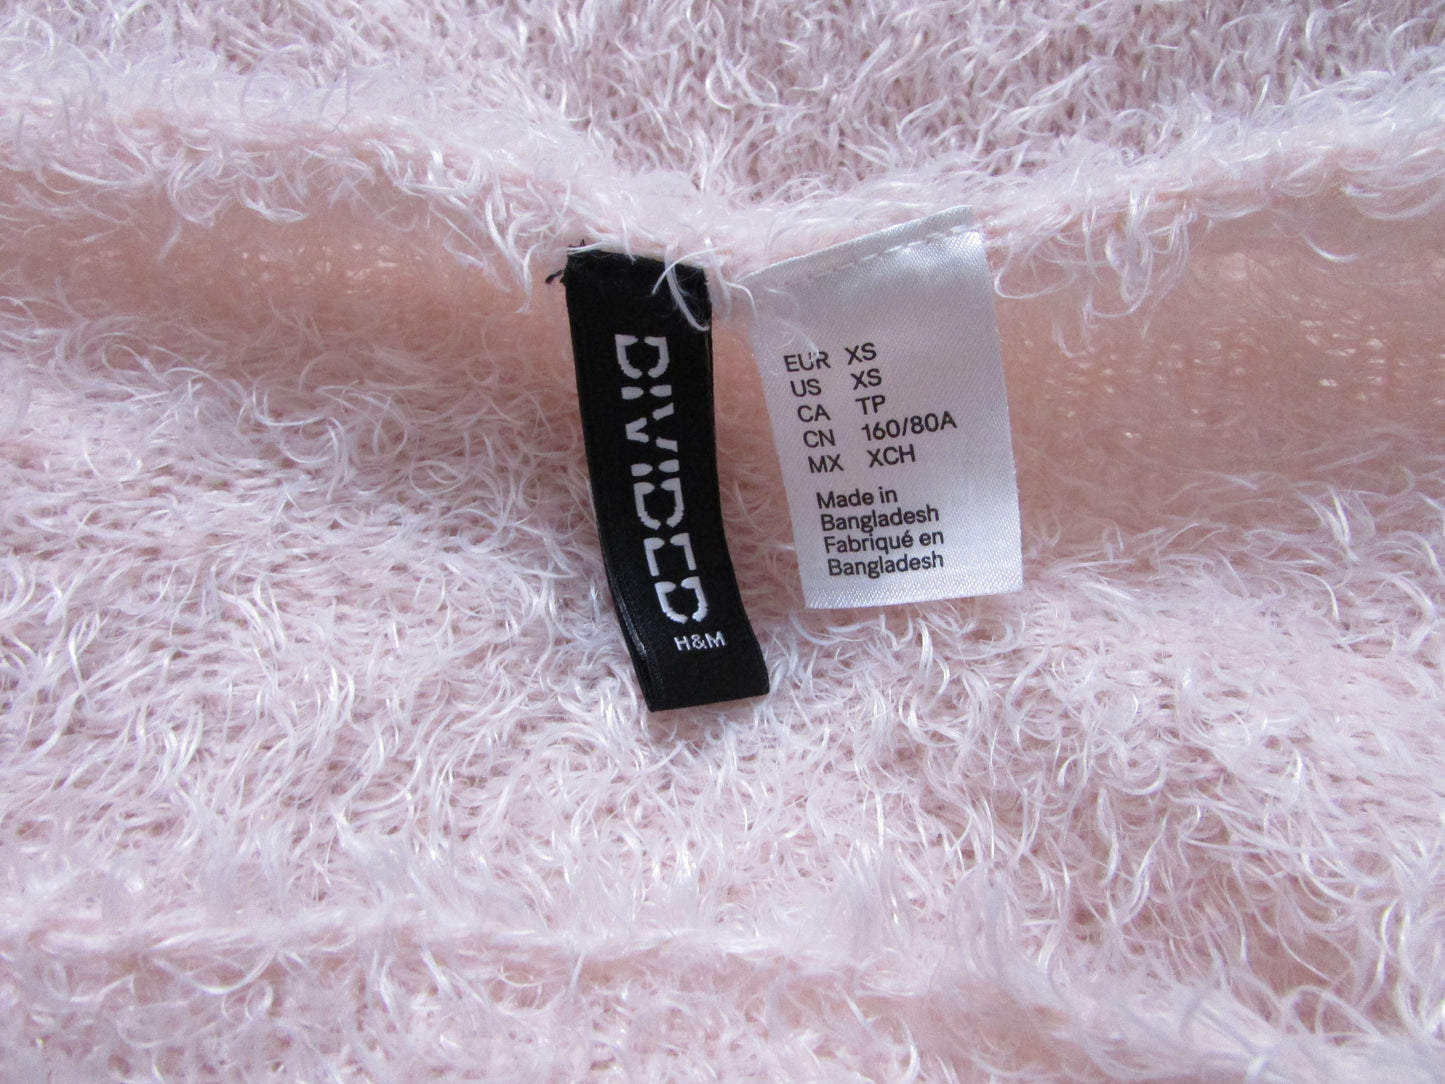 DIVIDED
H&M
EUR XS
US XS
CA TP
CN 160/80A
MX XCH
Made in
Bangladesh
Fabriqué en
Bangladesh